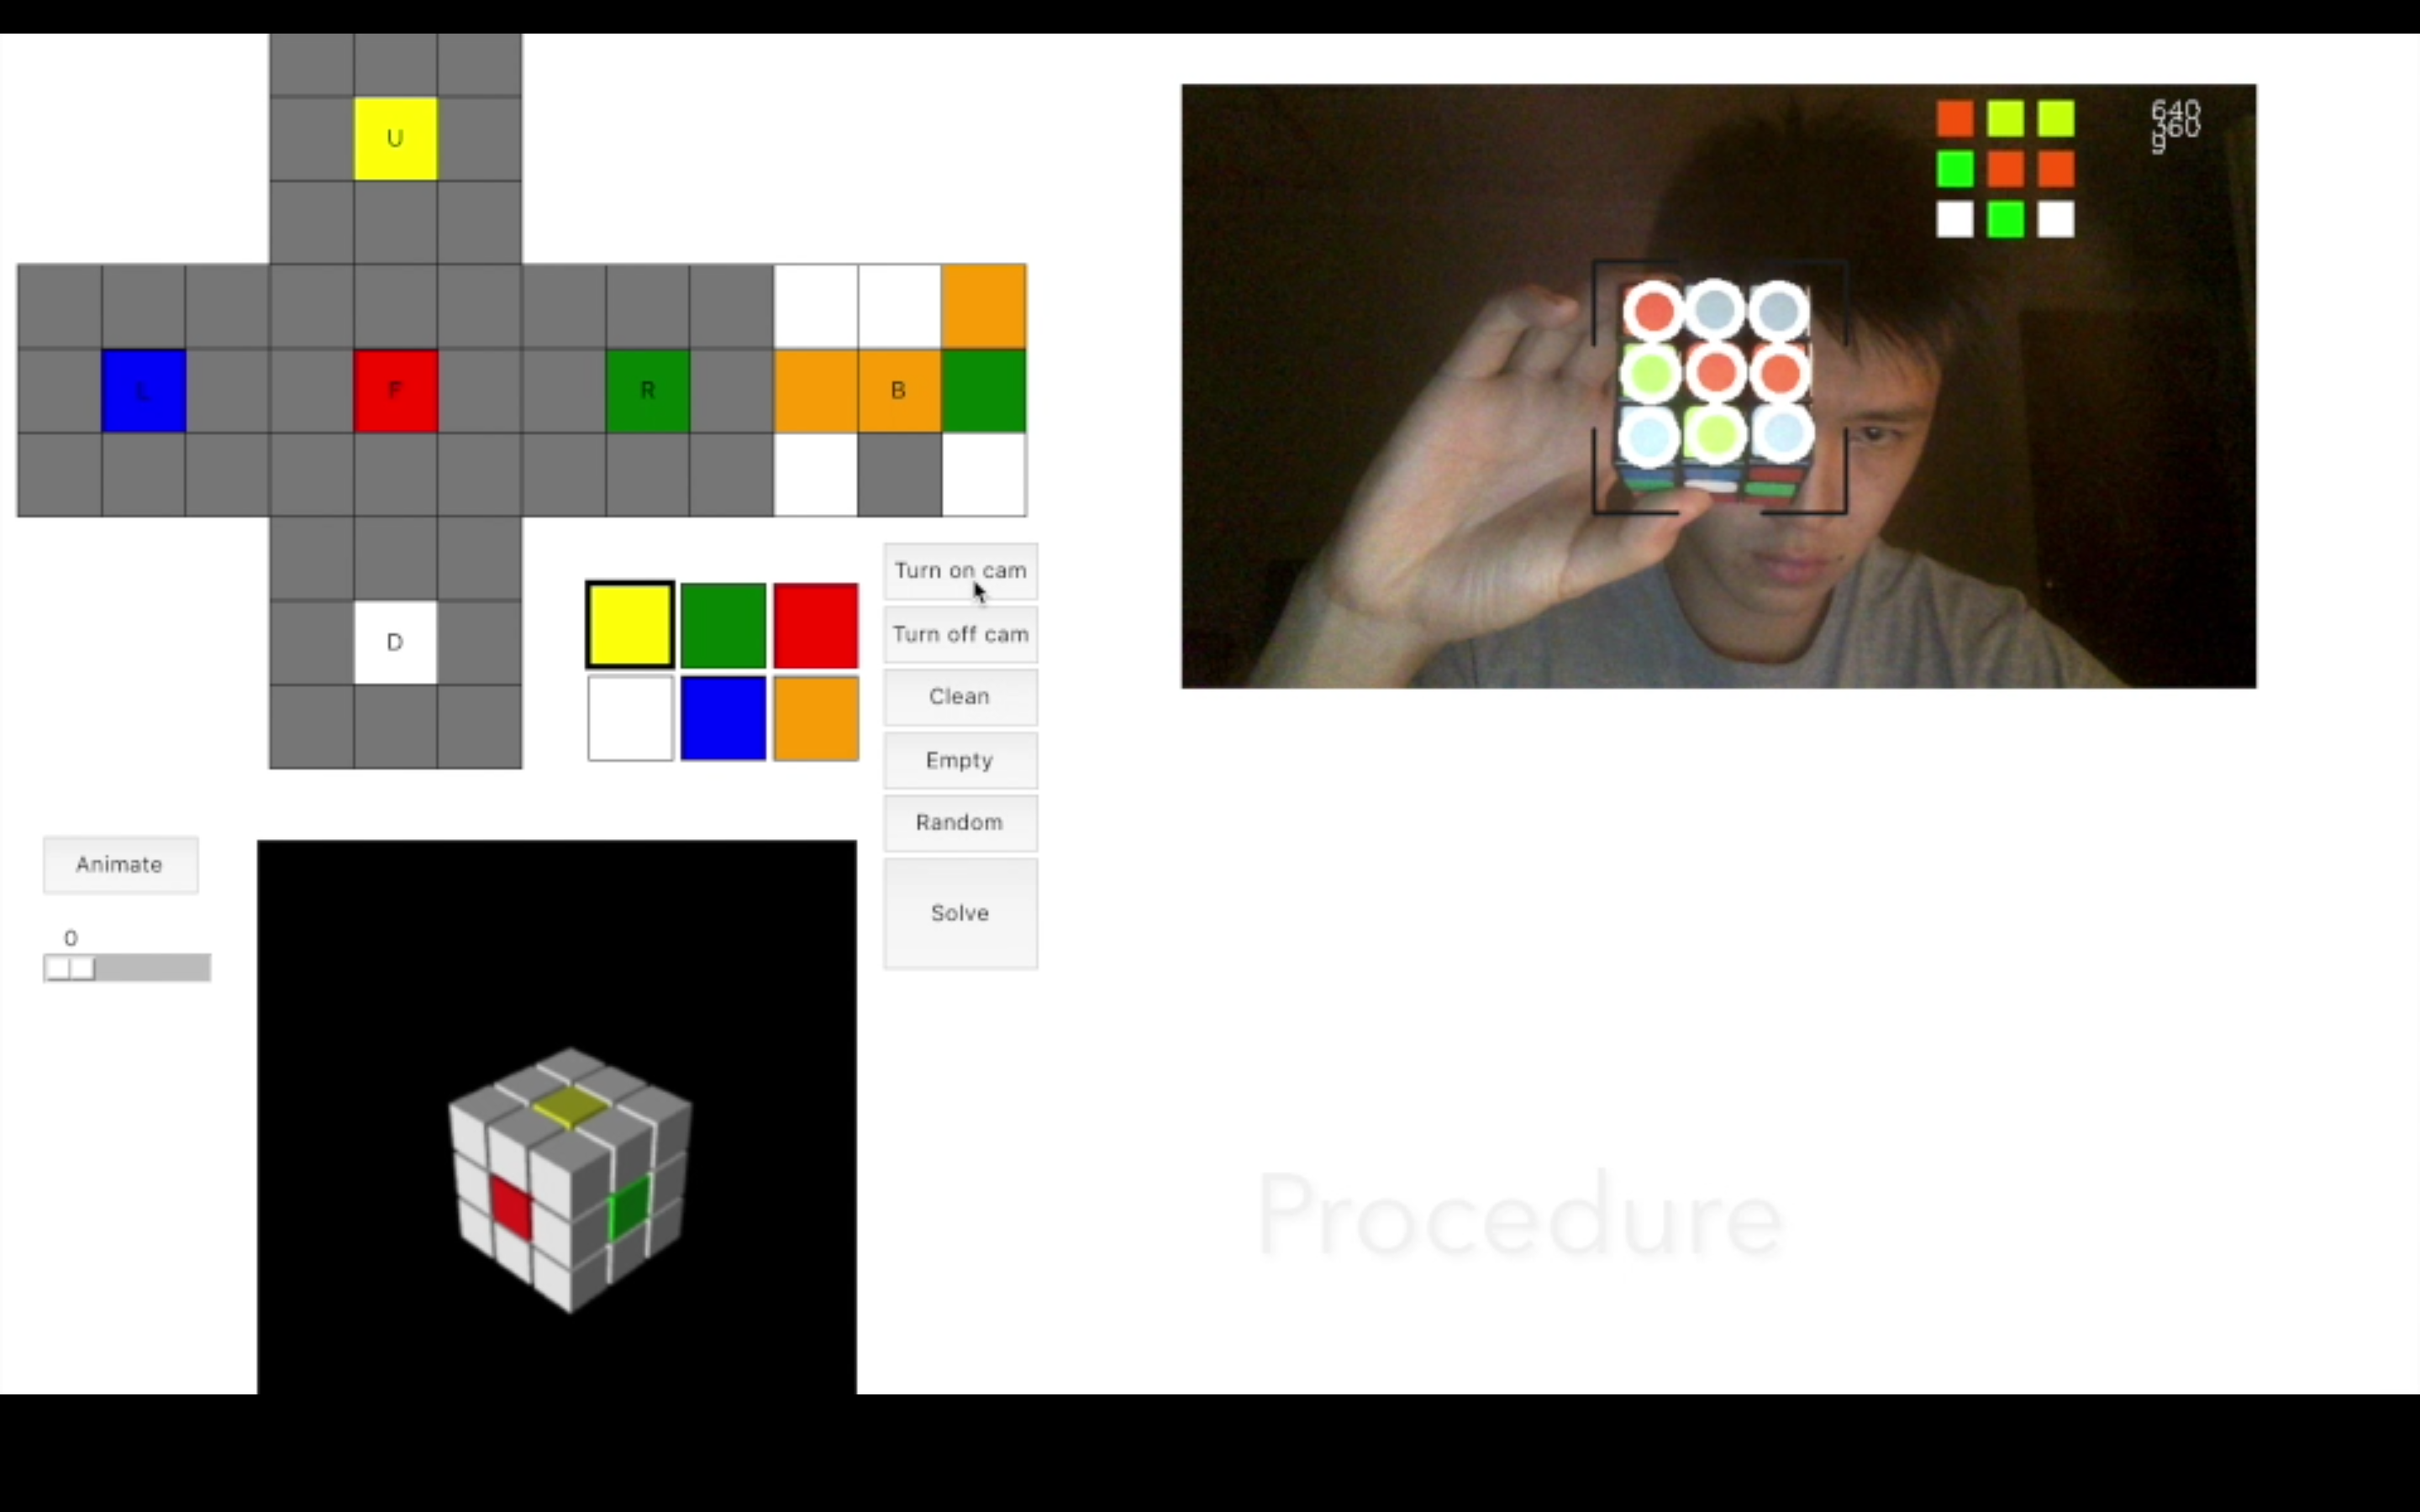 U
L
F
R
B
D
Turn on cam
Turn off cam
Clean
Empty
Random
Solve
Animate
0
640
360
9
Procedure